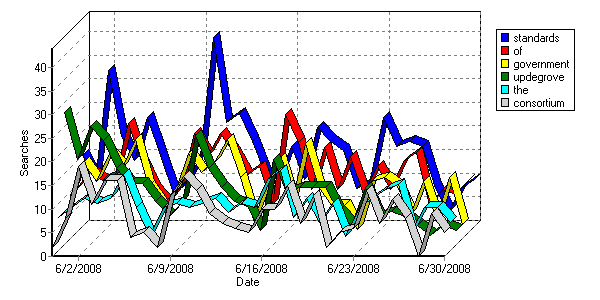 standards
of
government
updegrove
the
consortium
40
35
30
25
20
15
10
5
0
Searches
6/2/2008 6/9/2008 6/16/2008 6/23/2008 6/30/2008
Date